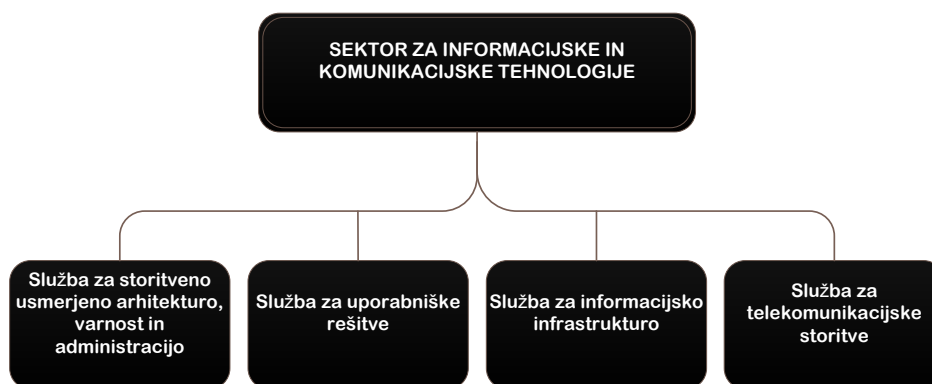 SEKTOR ZA INFORMACIJSKE IN
KOMUNIKACIJSKE TEHNOLOGIJE
Služba za storitveno
usmerjeno arhitekturo,
varnost in
administracijo
Služba za uporabniške
rešitve
Služba za informacijsko
infrastrukturo
Služba za
telekomunikacijske
storitve